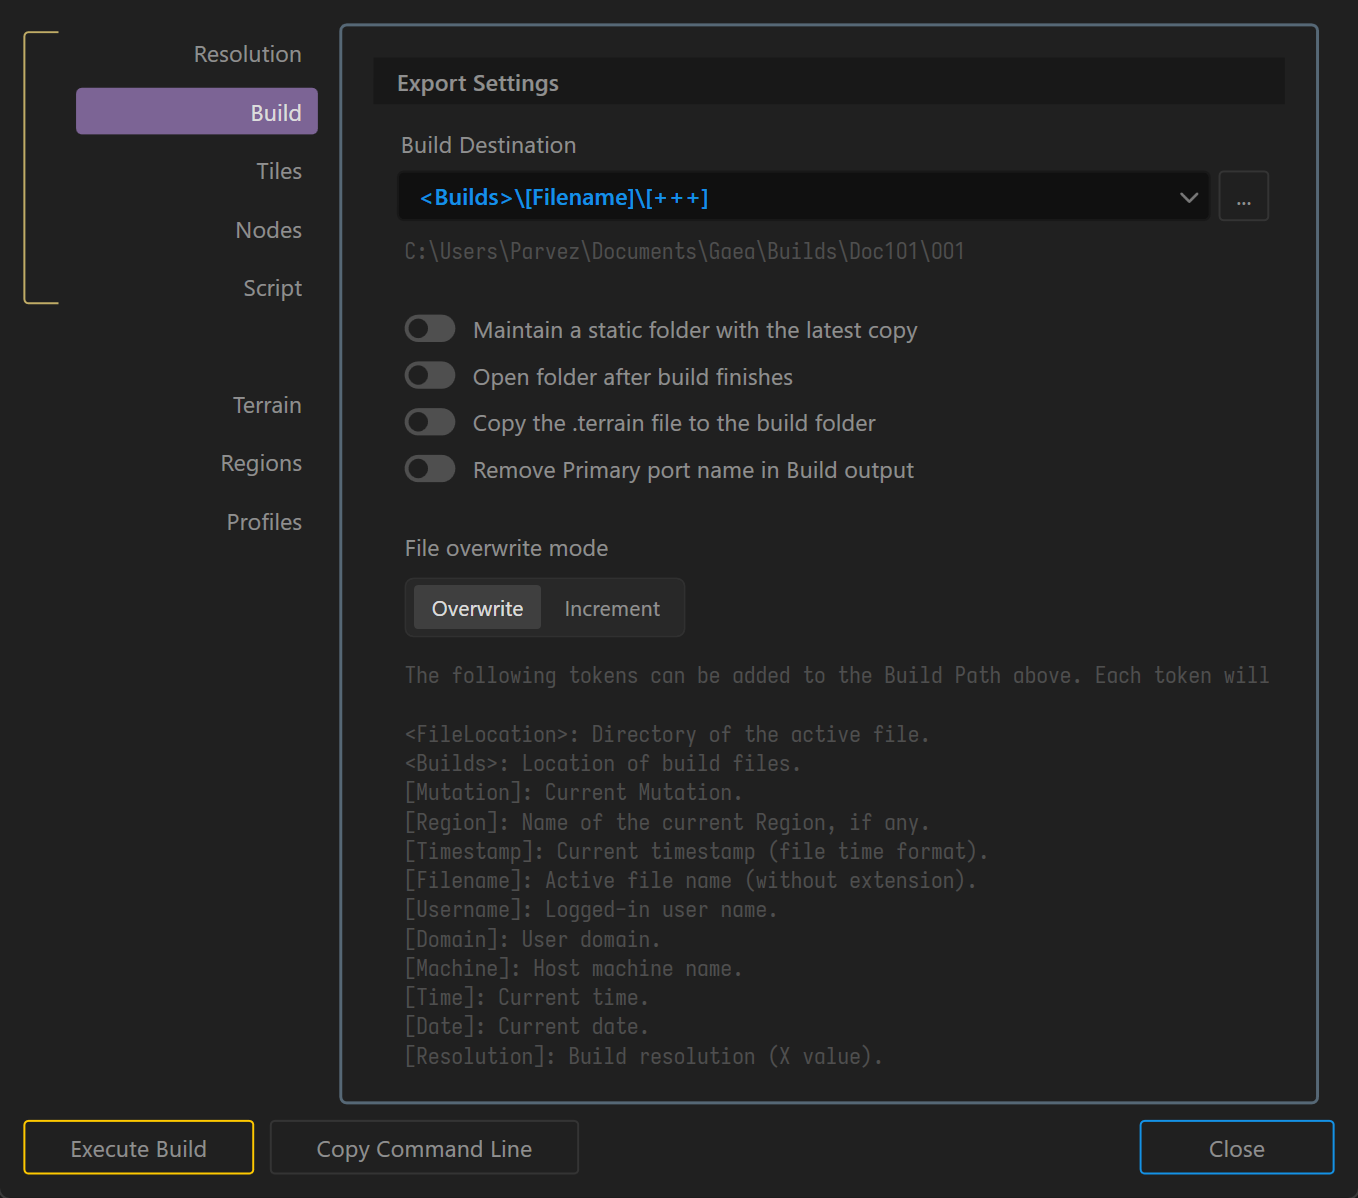 Resolution
Build
Tiles
Nodes
Script
Terrain
Regions
Profiles
Export Settings
Build Destination
<Builds>\[Filename]\[+++]
...
C:\Users\Parvez\Documents\Gaea\Builds\Doc101\001
Maintain a static folder with the latest copy
Open folder after build finishes
Copy the .terrain file to the build folder
Remove Primary port name in Build output
File overwrite mode
Overwrite Increment
The following tokens can be added to the Build Path above. Each token will
<FileLocation>: Directory of the active file.
<Builds>: Location of build files.
[Mutation]: Current Mutation.
[Region]: Name of the current Region, if any.
[Timestamp]: Current timestamp (file time format).
[Filename]: Active file name (without extension).
[Username]: Logged-in user name.
[Domain]: User domain.
[Machine]: Host machine name.
[Time]: Current time.
[Date]: Current date.
[Resolution]: Build resolution (X value).
Execute Build Copy Command Line Close